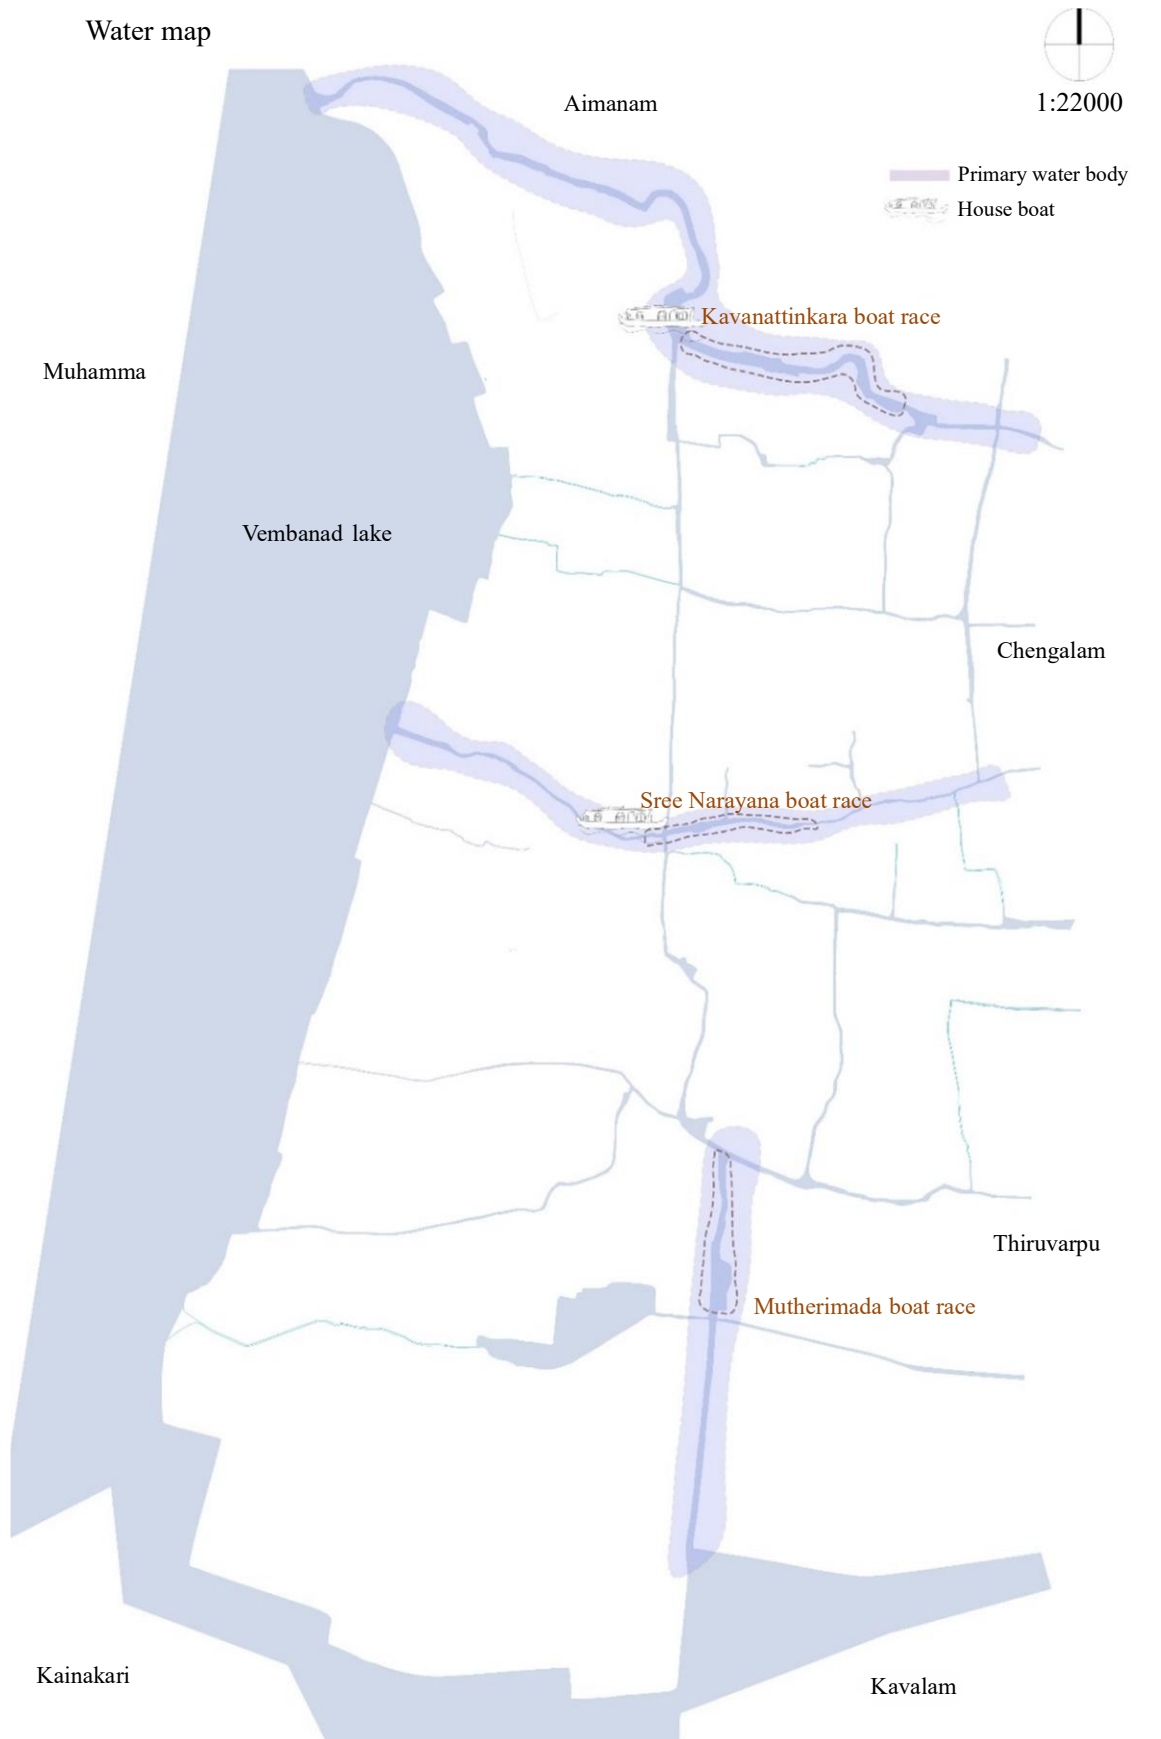 Water map
Aimanam
1:22000
Primary water body
House boat
Kavanattinkara boat race
Muhamma
Vembanad lake
Chengalam
Sree Narayana boat race
Thiruvarpu
Mutherimada boat race
Kainakari
Kavalam